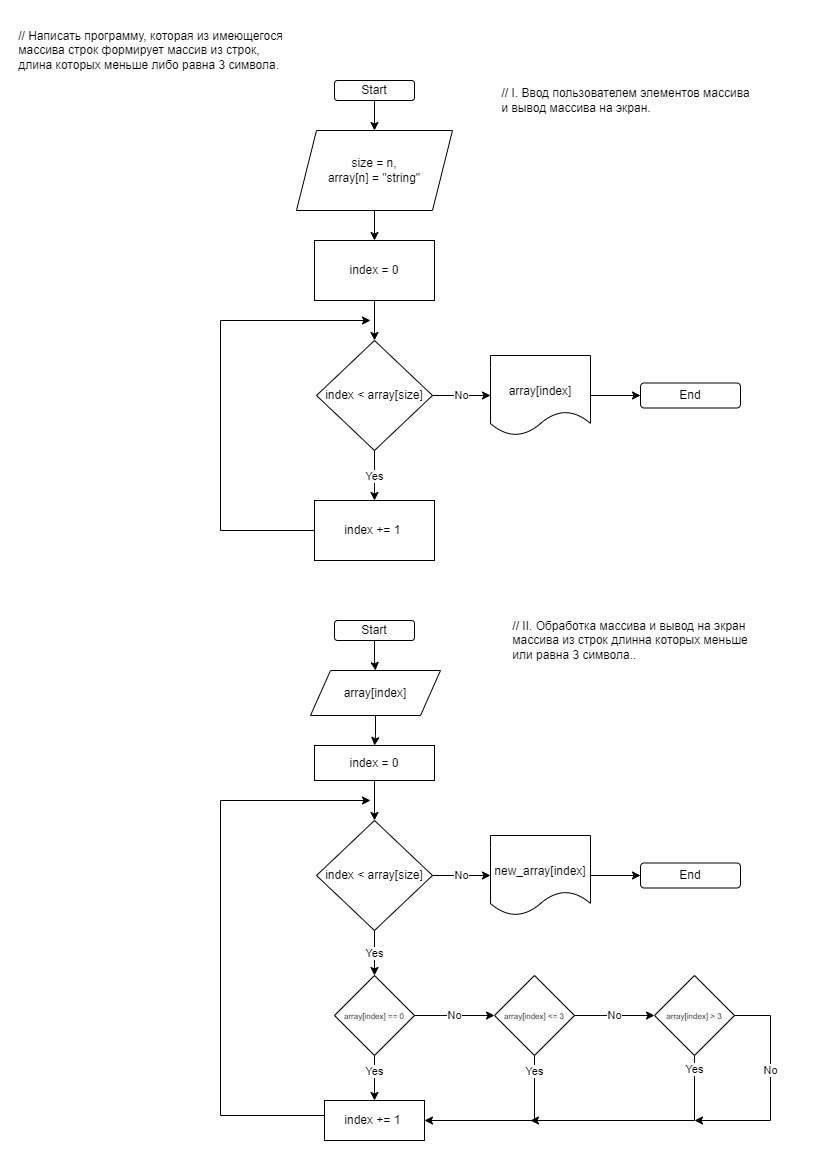 // Написать программу, которая из имеющегося
массива строк формирует массив из строк,
длина которых меньше либо равна 3 символа.
Start
// I. Ввод пользователем элементов массива
и вывод массива на экран.
size = n,
array[n] = "string"
index = 0
index < array[size]
No
array[index]
End
Yes
index += 1
Start
// II. Обработка массива и вывод на экран
массива из строк длинна которых меньше
или равна 3 символа..
array[index]
index = 0
index < array[size]
No
new_array[index]
End
Yes
array[index] == 0
No
array[index] <= 3
No
array[index] > 3
Yes
Yes
Yes
No
index += 1